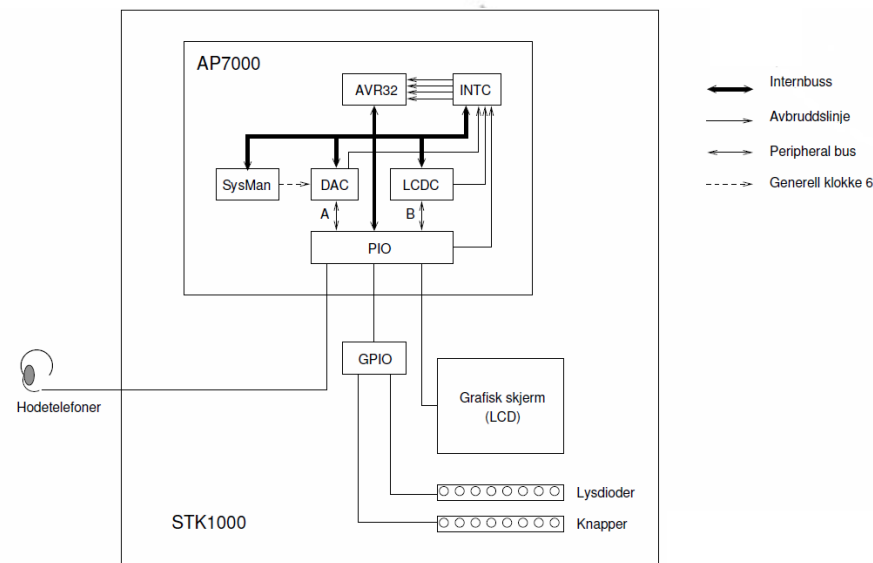 AP7000
AVR32
INTC
Internbuss
Avbruddslinje
Peripheral bus
Generell klokke 6
SysMan
DAC
LCDC
A
B
PIO
GPIO
Grafisk skjerm
(LCD)
Hodetelefoner
Lysdioder
STK1000
Knapper